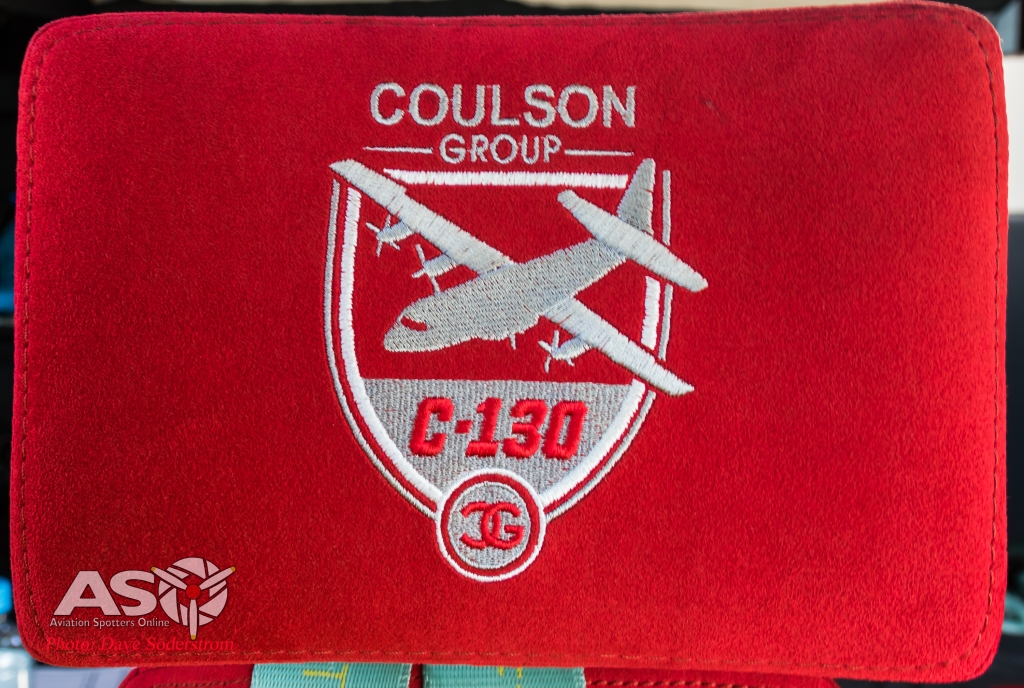 COULSON
GROUP
C-130
CG
ASO
Aviation Spotters Online
Photo: Dave Soderstrom